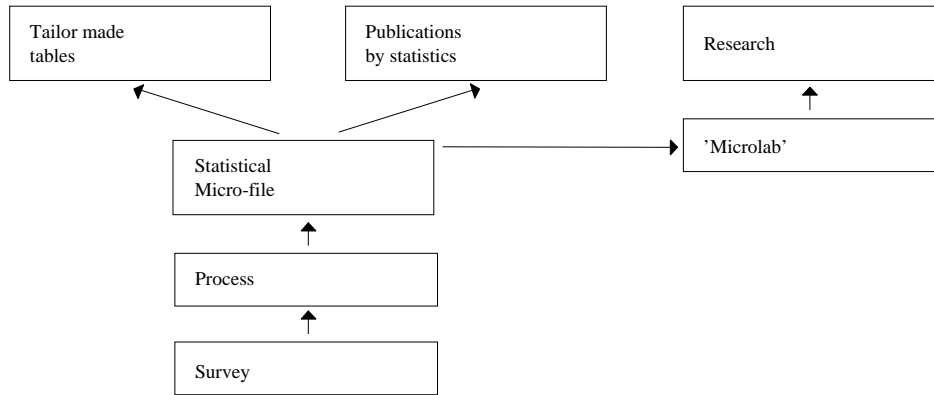 Tailor made
tables
Publications
by statistics
Research
’Microlab’
Statistical
Micro-file
Process
Survey